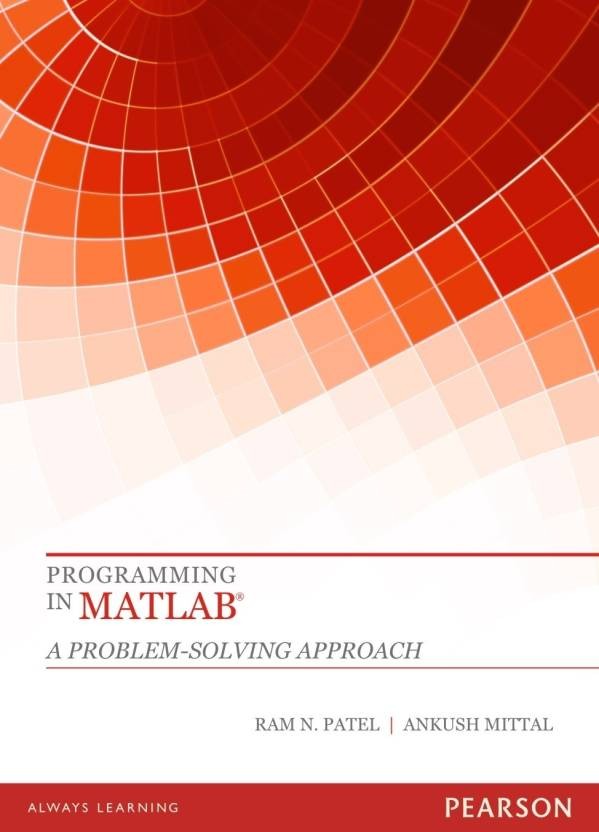 PROGRAMMING
IN MATLAB®
A PROBLEM-SOLVING APPROACH
RAM N. PATEL | ANKUSH MITTAL
ALWAYS LEARNING
PEARSON